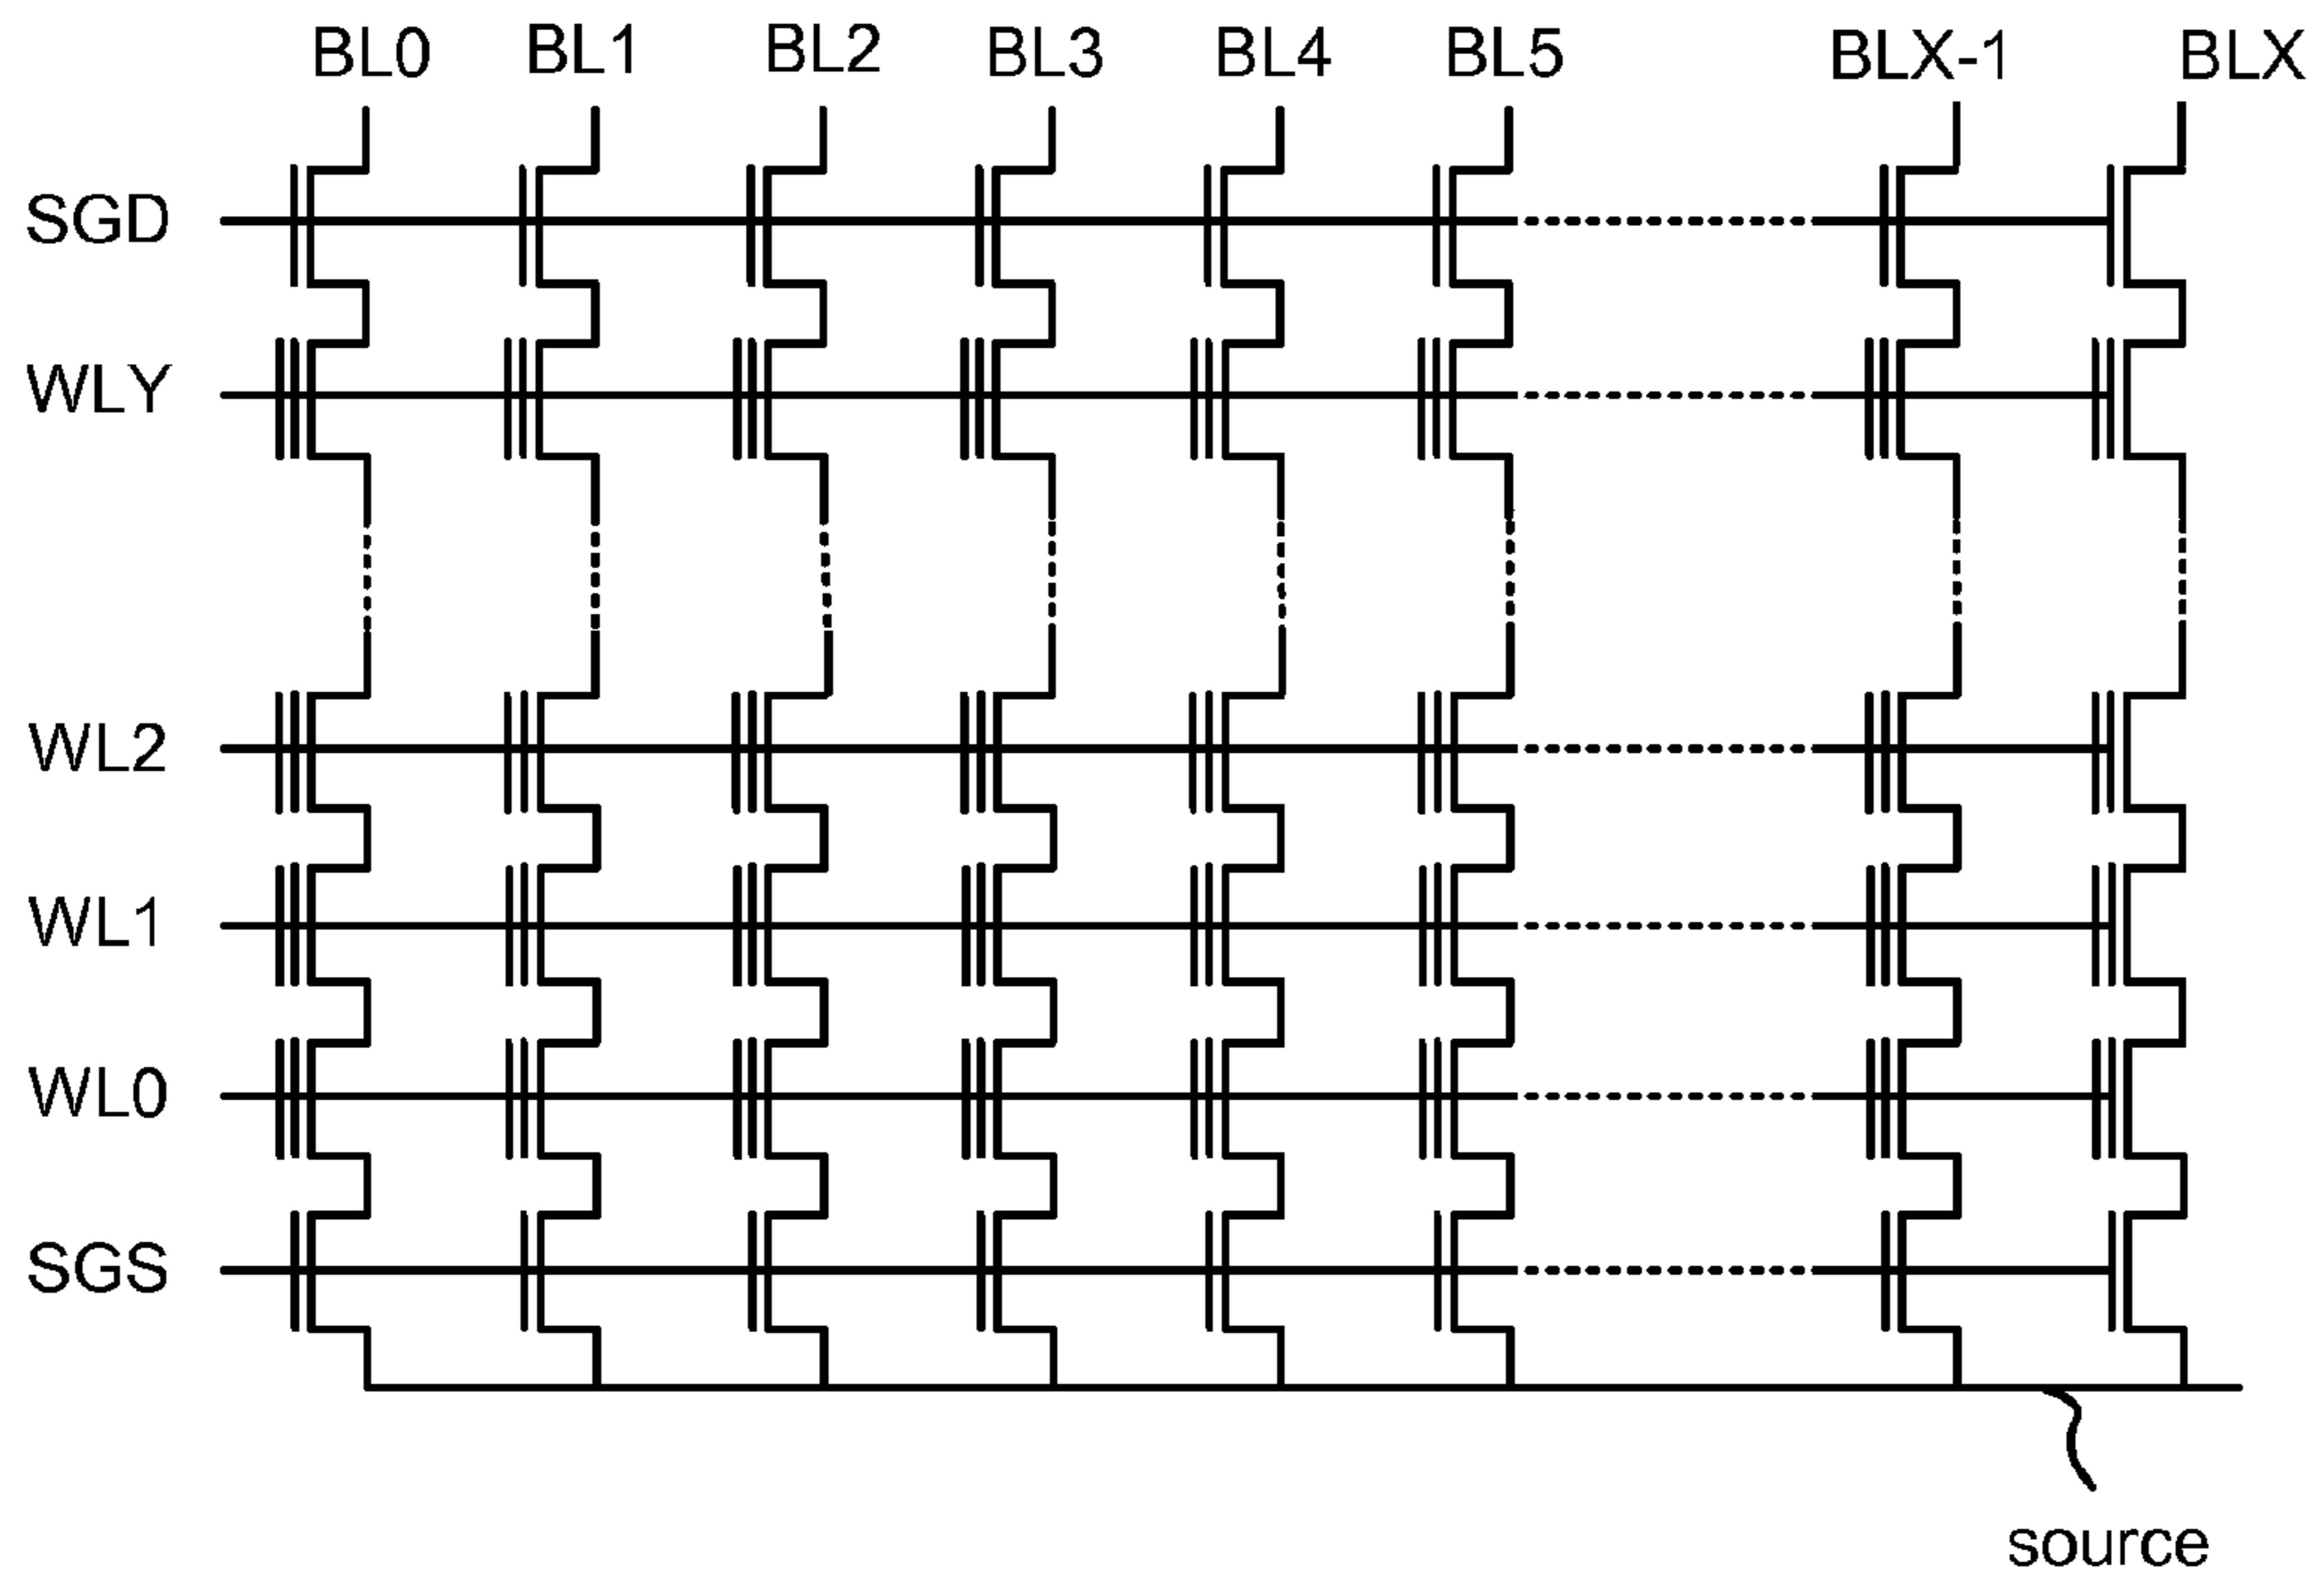 BL0 BL1 BL2 BL3 BL4 BL5 BLX-1 BLX
SGD
WLY
WL2
WL1
WL0
SGS
source